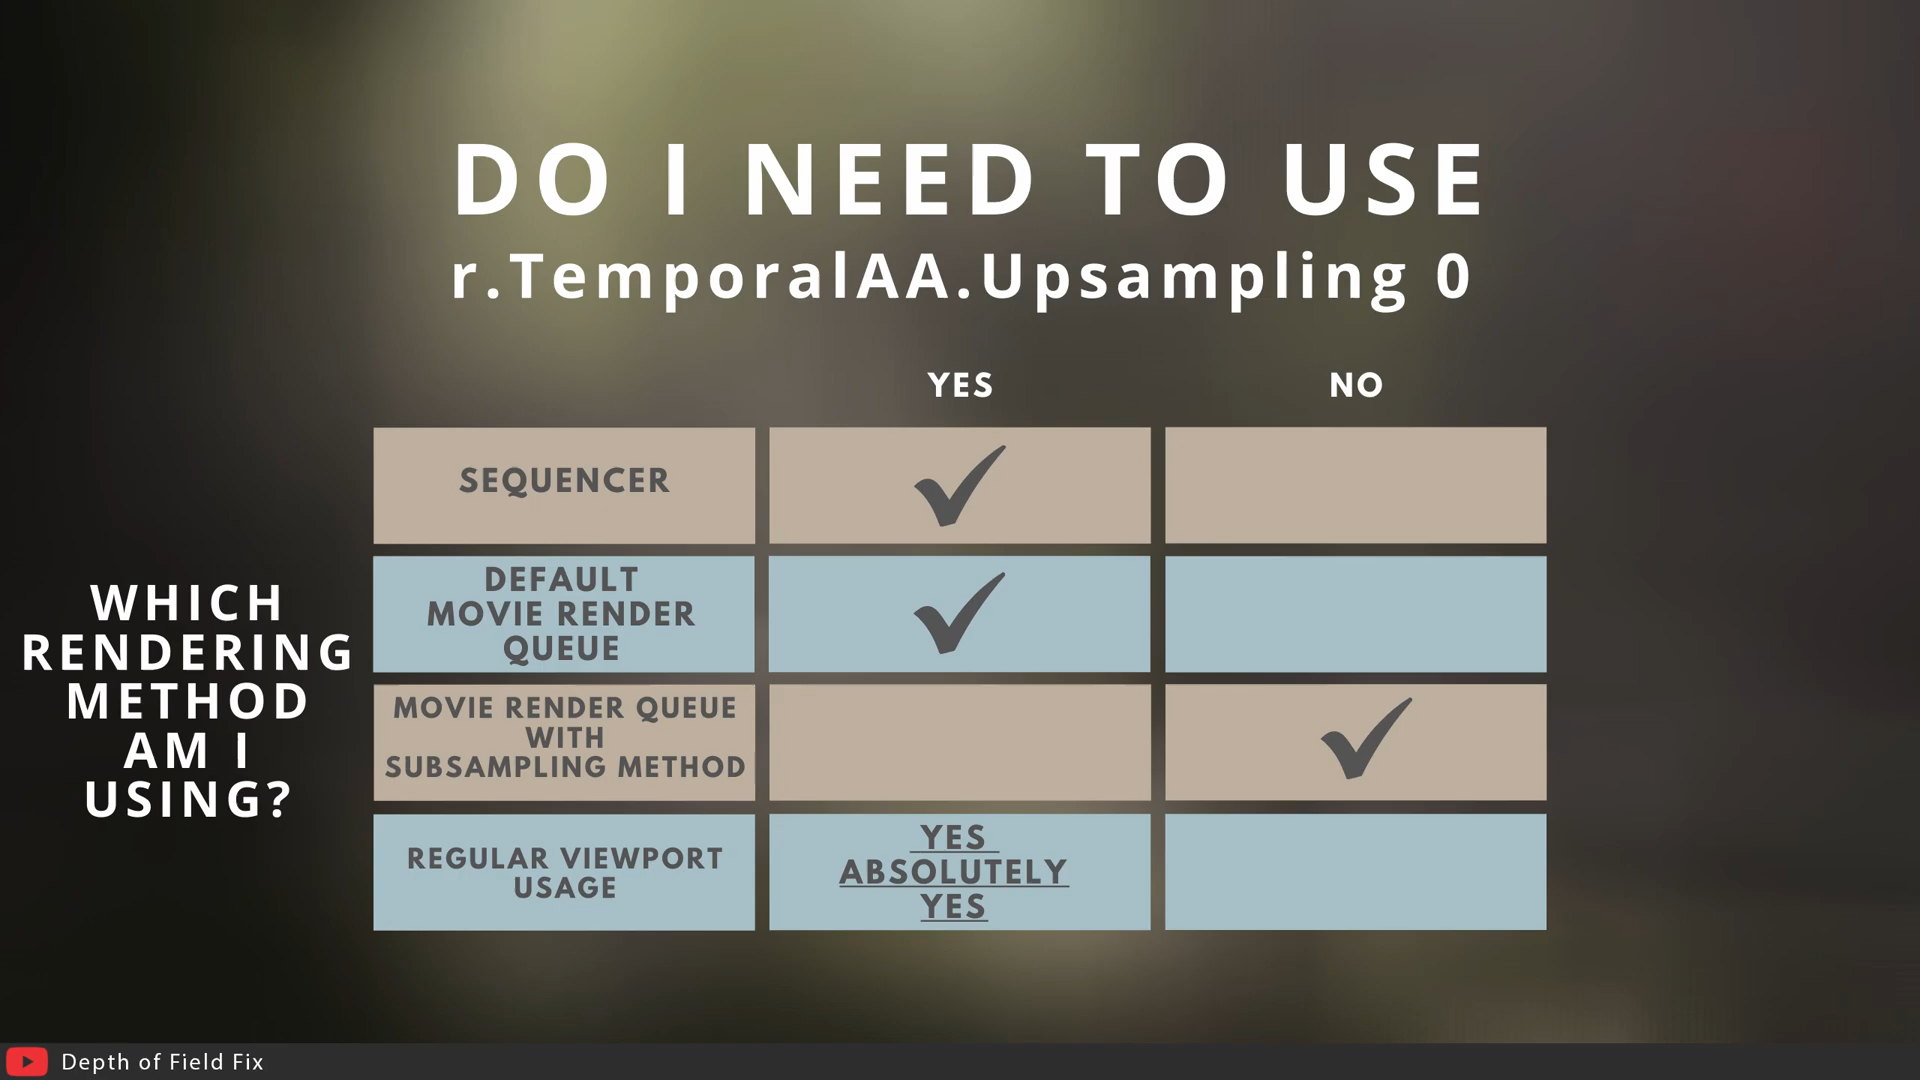 DO I NEED TO USE
r.TemporalAA.Upsampling 0
YES
NO
WHICH
RENDERING
METHOD
AM I
USING?
SEQUENCER
DEFAULT
MOVIE RENDER
QUEUE
MOVIE RENDER QUEUE
WITH
SUBSAMPLING METHOD
REGULAR VIEWPORT
USAGE
YES
ABSOLUTELY
YES
Depth of Field Fix